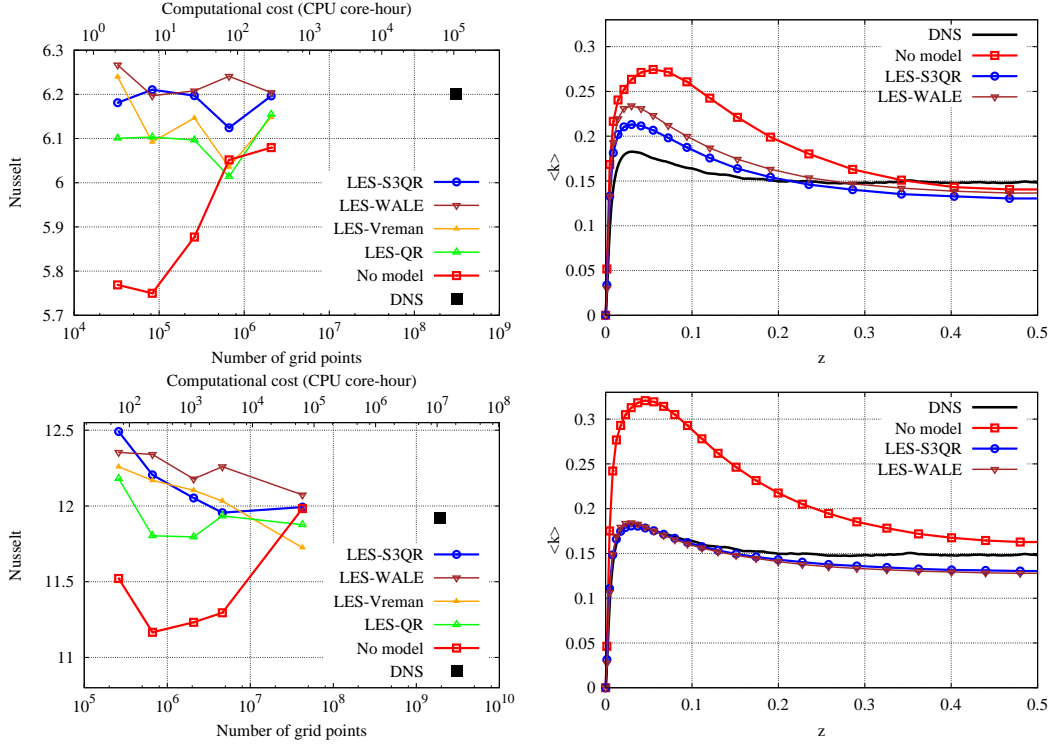 Computational cost (CPU core-hour)
10^0 10^1 10^2 10^3 10^4 10^5
6.3
6.2
6.1
6
5.9
5.8
5.7
Nusselt
LES-S3QR
LES-WALE
LES-Vreman
LES-QR
No model
DNS
10^4 10^5 10^6 10^7 10^8 10^9
Number of grid points
DNS
No model
LES-S3QR
LES-WALE
0.3
0.25
0.2
0.15
0.1
0.05
0
<k>
0 0.1 0.2 0.3 0.4 0.5
z
Computational cost (CPU core-hour)
10^2 10^3 10^4 10^5 10^6 10^7 10^8
12.5
12
11.5
11
Nusselt
LES-S3QR
LES-WALE
LES-Vreman
LES-QR
No model
DNS
10^5 10^6 10^7 10^8 10^9 10^10
Number of grid points
DNS
No model
LES-S3QR
LES-WALE
0.3
0.25
0.2
0.15
0.1
0.05
0
<k>
0 0.1 0.2 0.3 0.4 0.5
z